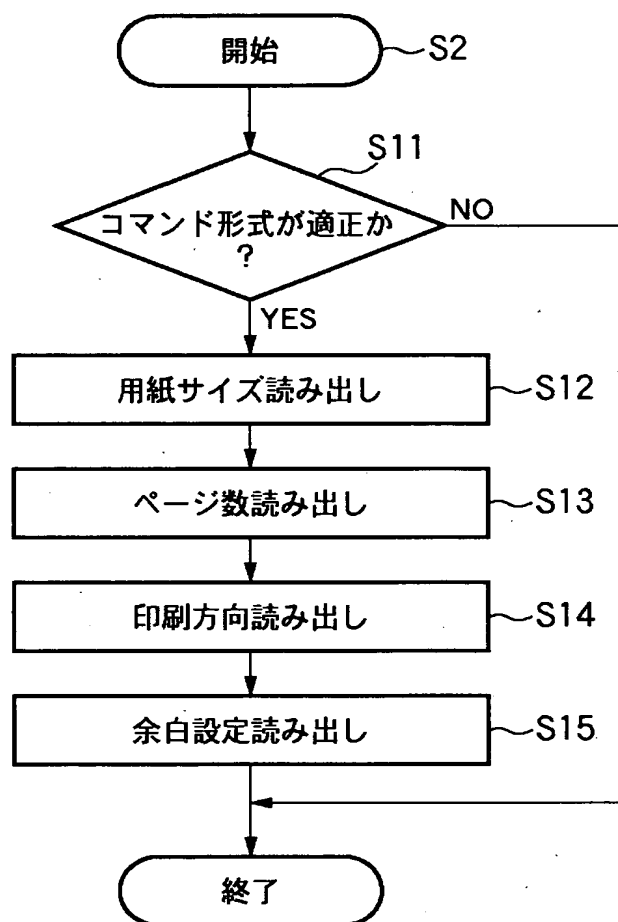 開始
S2
S11
コマンド形式が適正か
?
NO
YES
用紙サイズ読み出し
S12
ページ数読み出し
S13
印刷方向読み出し
S14
余白設定読み出し
S15
終了